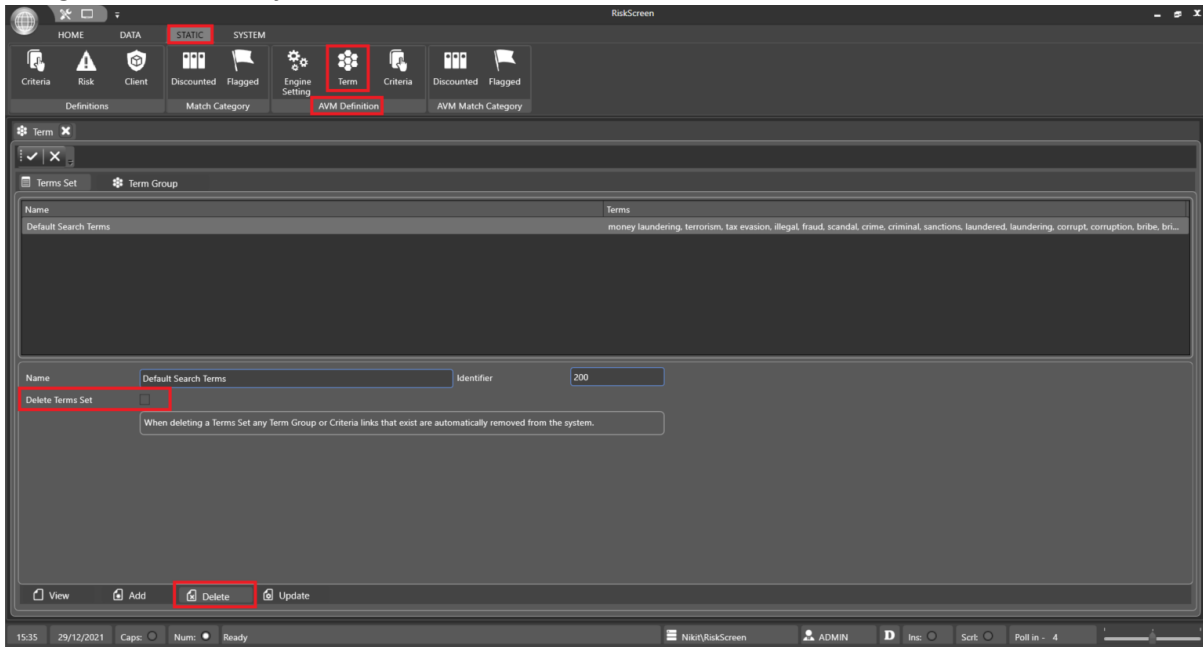 RiskScreen
HOME DATA STATIC SYSTEM
Criteria Risk Client Discounted Flagged Engine Setting Term Criteria Discounted Flagged
Definitions Match Category AVM Definition AVM Match Category
Term
Terms Set Term Group
Name Terms
Default Search Terms money laundering, terrorism, tax evasion, illegal, fraud, scandal, crime, criminal, sanctions, laundered, laundering, corrupt, corruption, bribe, bri...
Name Default Search Terms Identifier 200
Delete Terms Set
When deleting a Terms Set any Term Group or Criteria links that exist are automatically removed from the system.
View Add Delete Update
15:35 29/12/2021 Caps: Num: Ready Nikit\RiskScreen ADMIN D Ins: Scrl: Poll in - 4